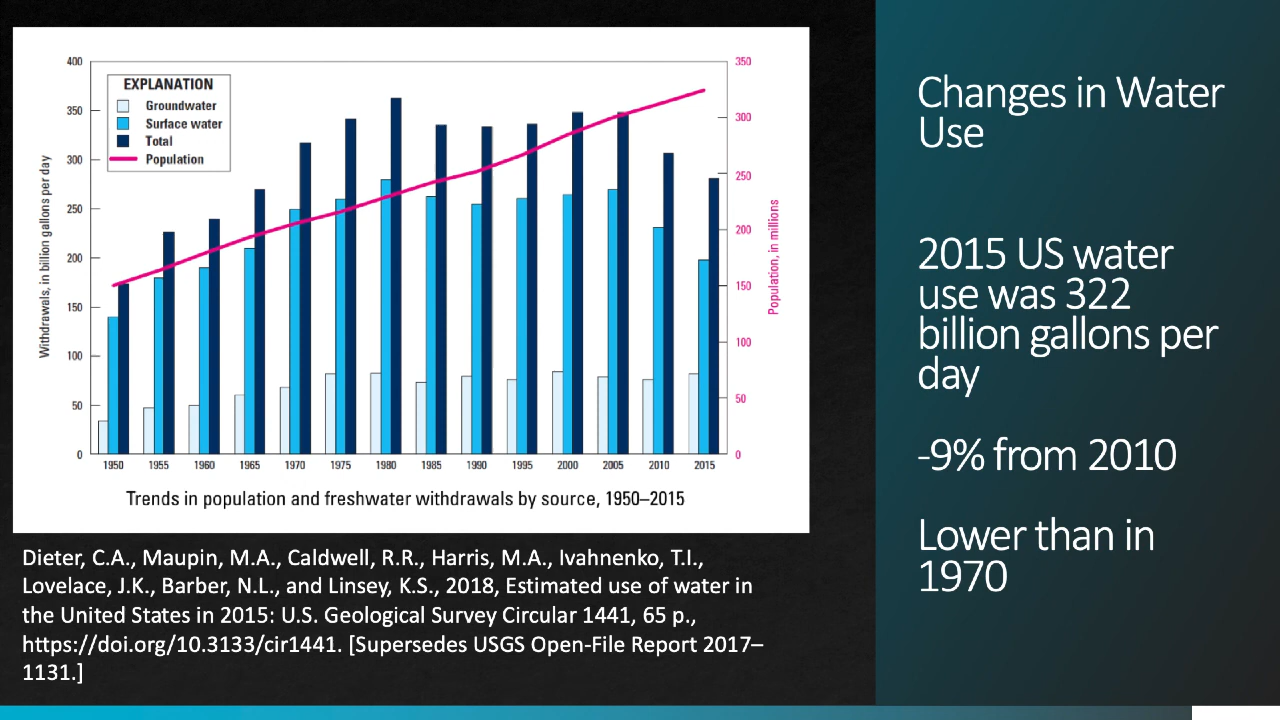 400
350
300
250
200
150
100
50
0
Withdrawals, in billion gallons per day
EXPLANATION
Groundwater
Surface water
Total
Population
350
300
250
200
150
100
50
0
Population, in millions
1950 1955 1960 1965 1970 1975 1980 1985 1990 1995 2000 2005 2010 2015
Trends in population and freshwater withdrawals by source, 1950–2015
Dieter, C.A., Maupin, M.A., Caldwell, R.R., Harris, M.A., Ivahnenko, T.I.,
Lovelace, J.K., Barber, N.L., and Linsey, K.S., 2018, Estimated use of water in
the United States in 2015: U.S. Geological Survey Circular 1441, 65 p.,
https://doi.org/10.3133/cir1441. [Supersedes USGS Open-File Report 2017–
1131.]
Changes in Water
Use
2015 US water
use was 322
billion gallons per
day
-9% from 2010
Lower than in
1970